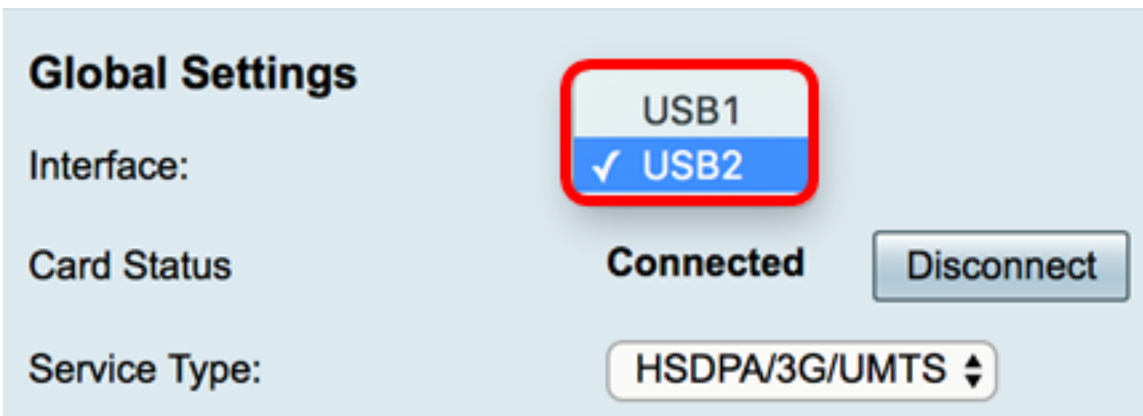 Global Settings
USB1
Interface: ✓ USB2
Card Status Connected Disconnect
Service Type: HSDPA/3G/UMTS